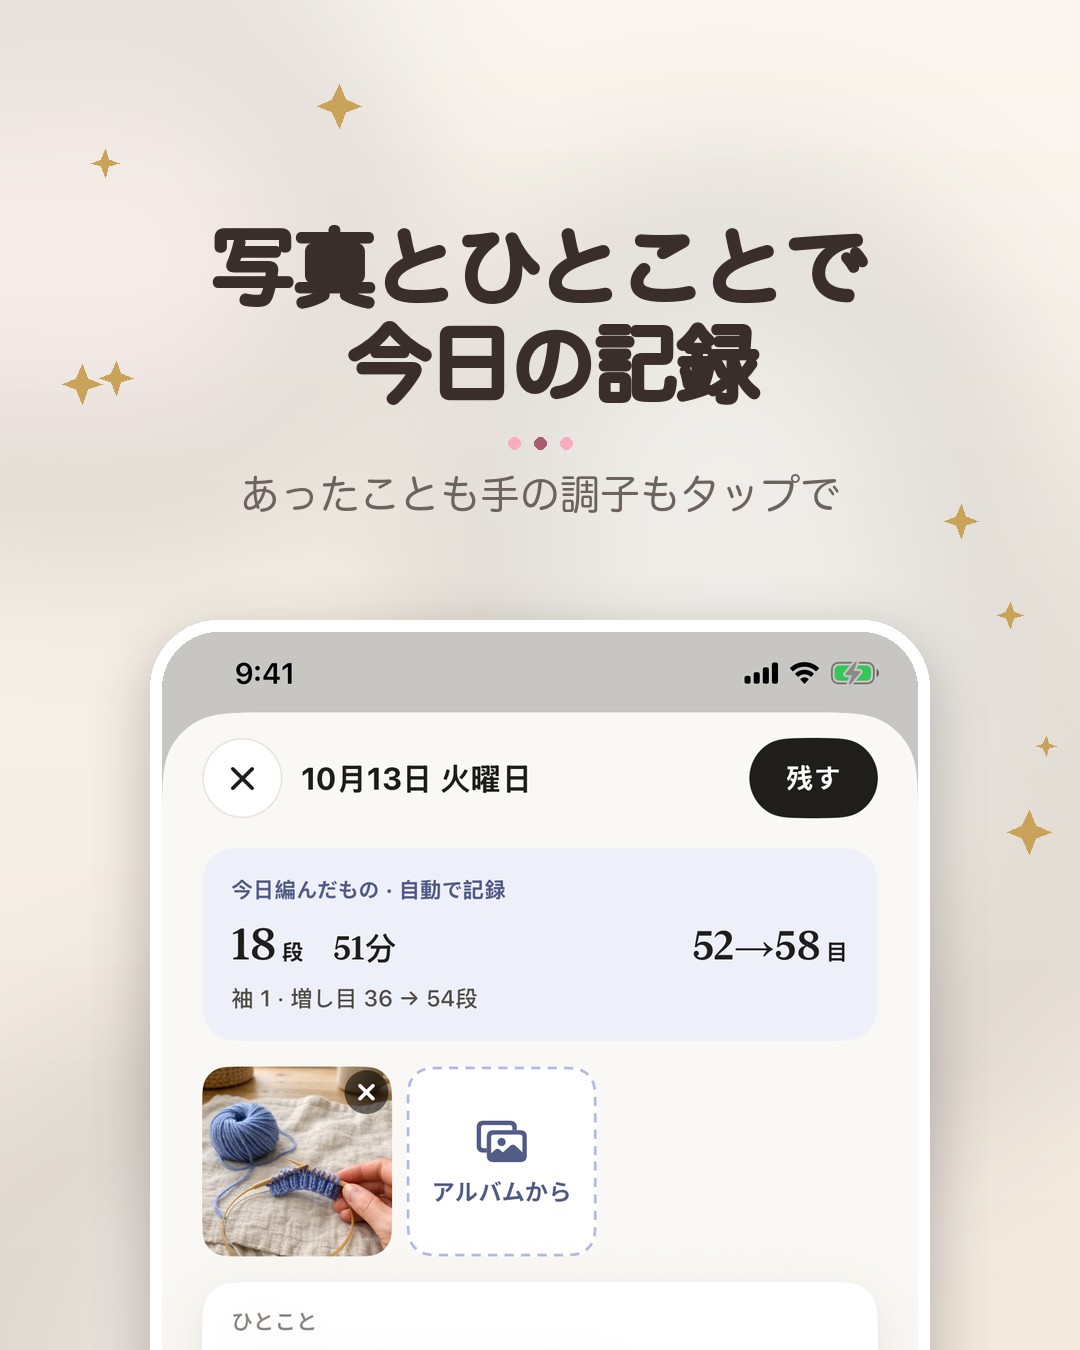 写真とひとことで
今日の記録
あったことも手の調子もタップで
9:41
10月13日 火曜日
残す
今日編んだもの · 自動で記録
18 段 51分 52→58 目
袖 1 · 増し目 36 → 54段
アルバムから
ひとこと